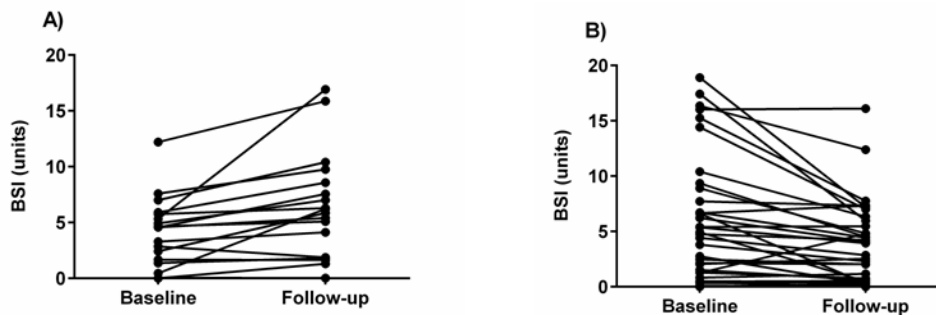 A)
BSI (units)
20
15
10
5
0
Baseline
Follow-up
B)
BSI (units)
20
15
10
5
0
Baseline
Follow-up